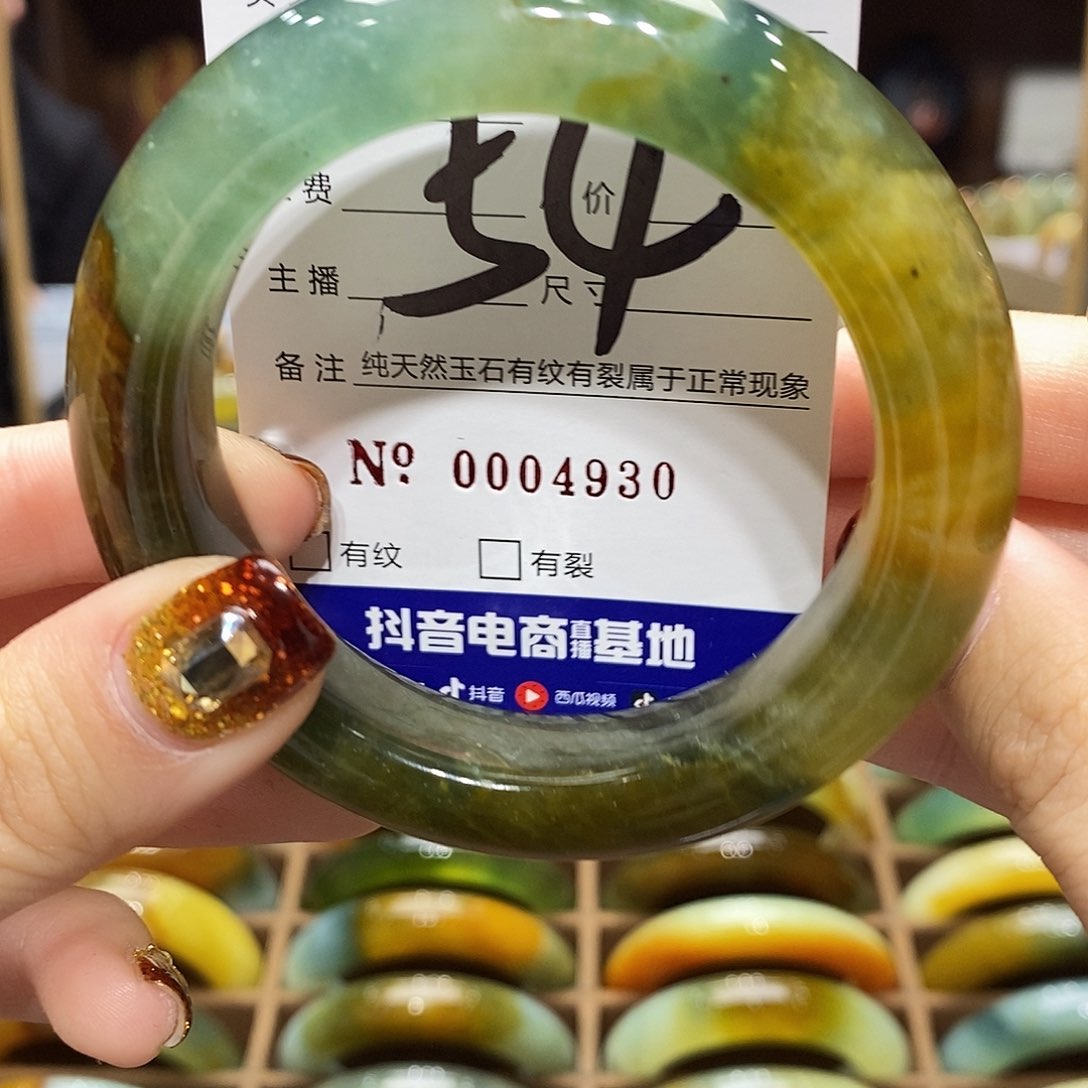 费 价
54
主播 尺寸
备注 纯天然玉石有纹有裂属于正常现象
Nº 0004930
有纹 有裂
抖音电商直播基地
抖音 西瓜视频